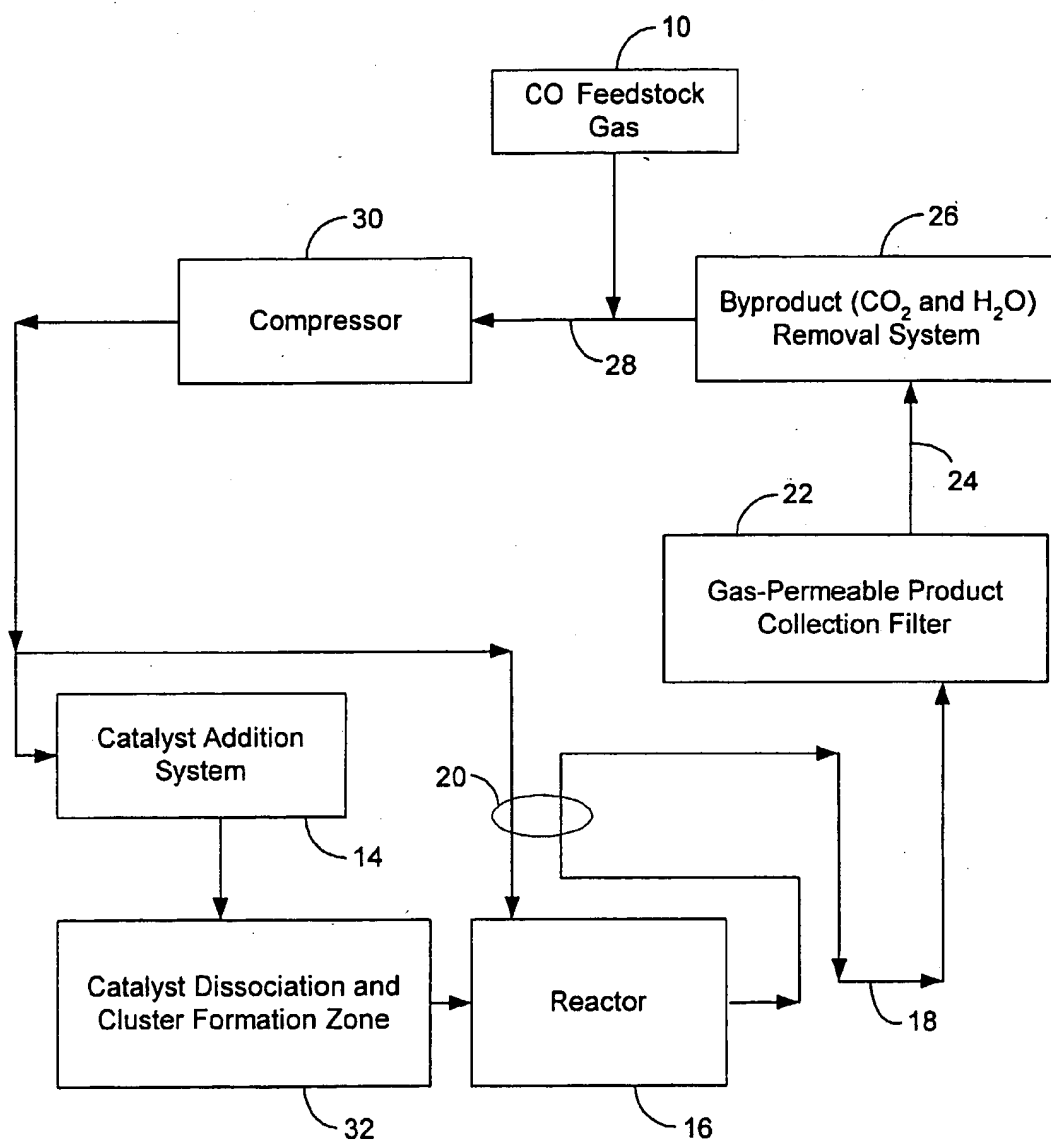 10
CO Feedstock
Gas
30
26
Compressor
Byproduct (CO₂ and H₂O)
Removal System
28
24
22
Gas-Permeable Product
Collection Filter
Catalyst Addition
System
20
14
Catalyst Dissociation and
Cluster Formation Zone
Reactor
18
32
16